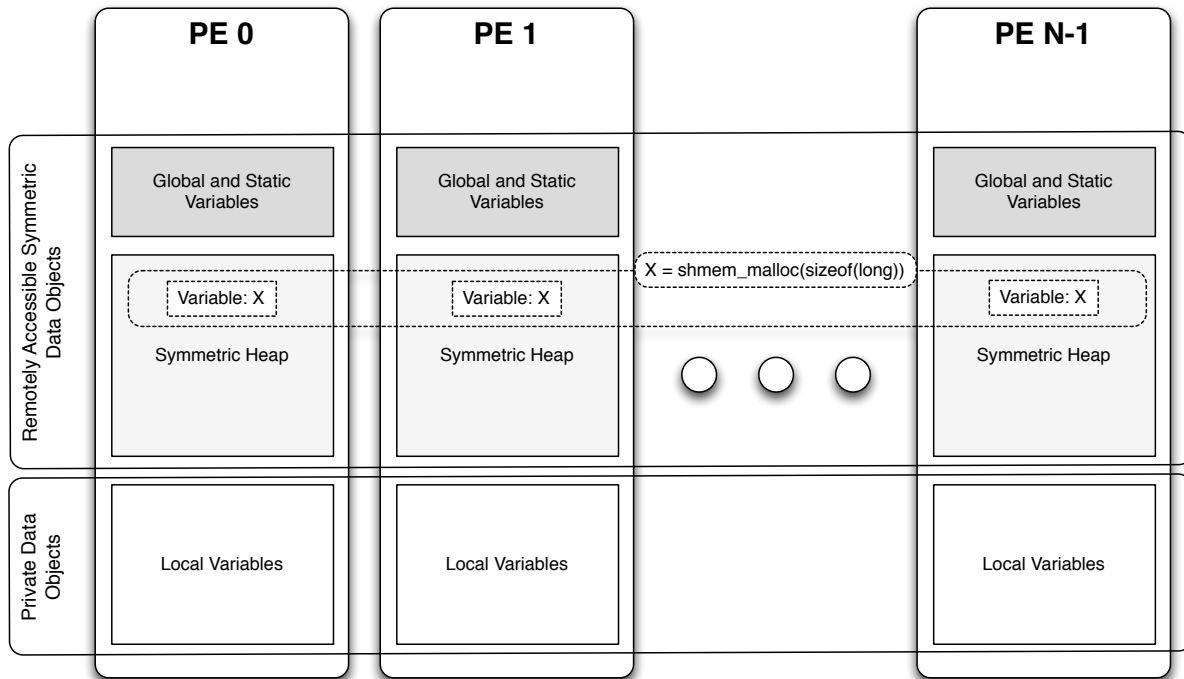 PE 0
PE 1
PE N-1
Remotely Accessible Symmetric
Data Objects
Global and Static
Variables
Global and Static
Variables
Global and Static
Variables
X = shmem_malloc(sizeof(long))
Variable: X
Variable: X
Variable: X
Symmetric Heap
Symmetric Heap
Symmetric Heap
Private Data
Objects
Local Variables
Local Variables
Local Variables